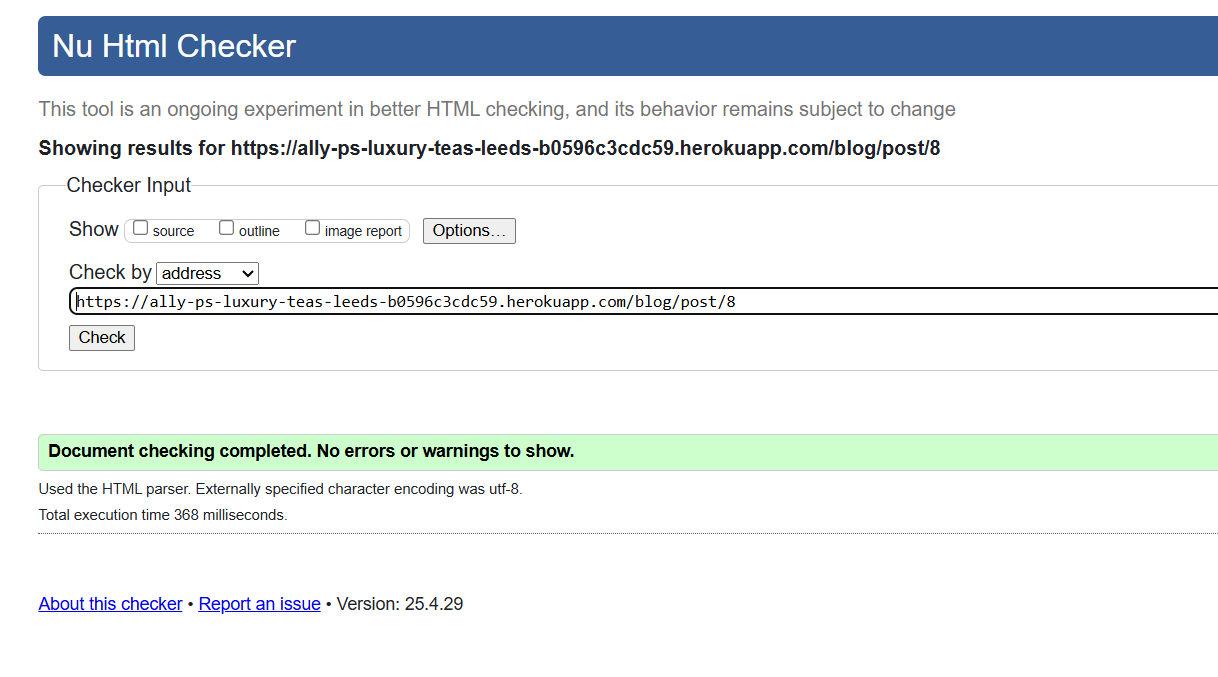 Nu Html Checker
This tool is an ongoing experiment in better HTML checking, and its behavior remains subject to change
Showing results for https://ally-ps-luxury-teas-leeds-b0596c3cdc59.herokuapp.com/blog/post/8
Checker Input
Show source outline image report Options...
Check by address
https://ally-ps-luxury-teas-leeds-b0596c3cdc59.herokuapp.com/blog/post/8
Check
Document checking completed. No errors or warnings to show.
Used the HTML parser. Externally specified character encoding was utf-8.
Total execution time 368 milliseconds.
About this checker • Report an issue • Version: 25.4.29